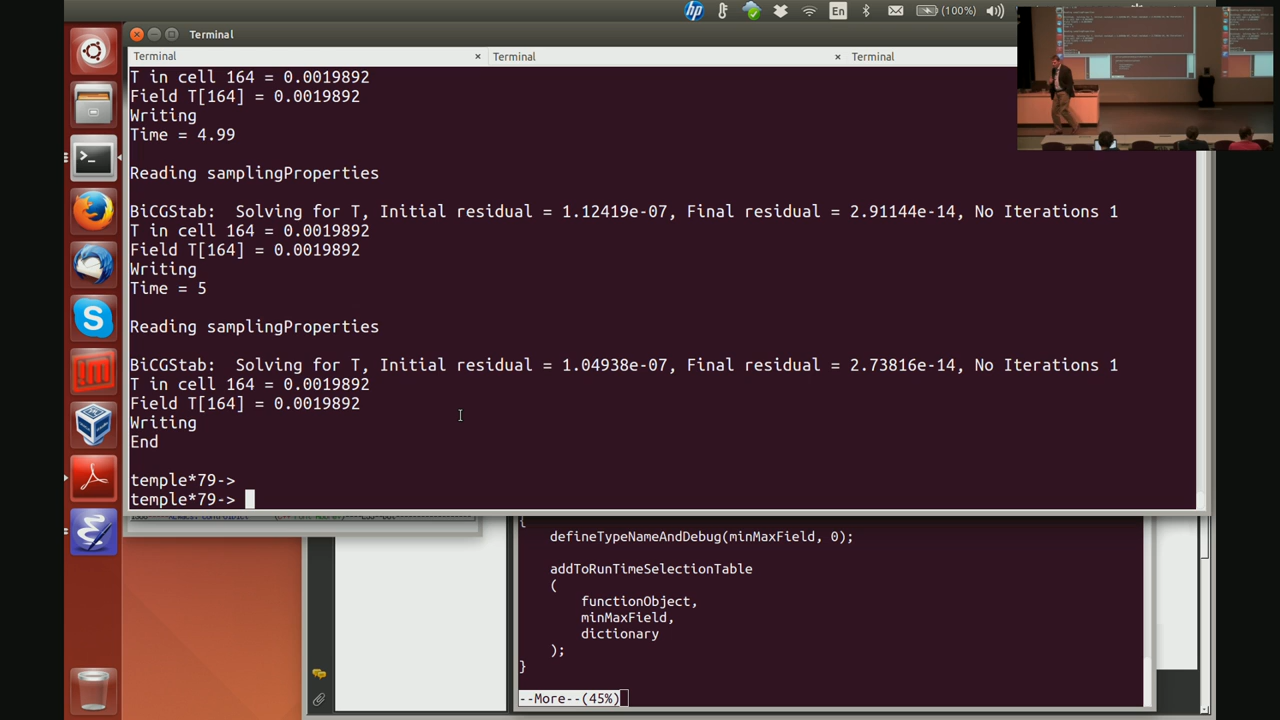 En
(100%)
Terminal
Terminal
Terminal
Terminal
T in cell 164 = 0.0019892
Field T[164] = 0.0019892
Writing
Time = 4.99
Reading samplingProperties
BiCGStab:  Solving for T, Initial residual = 1.12419e-07, Final residual = 2.91144e-14, No Iterations 1
T in cell 164 = 0.0019892
Field T[164] = 0.0019892
Writing
Time = 5
Reading samplingProperties
BiCGStab:  Solving for T, Initial residual = 1.04938e-07, Final residual = 2.73816e-14, No Iterations 1
T in cell 164 = 0.0019892
Field T[164] = 0.0019892
Writing
End
temple*79->
temple*79->
{
defineTypeNameAndDebug(minMaxField, 0);
addToRunTimeSelectionTable
(
functionObject,
minMaxField,
dictionary
);
}
--More--(45%)